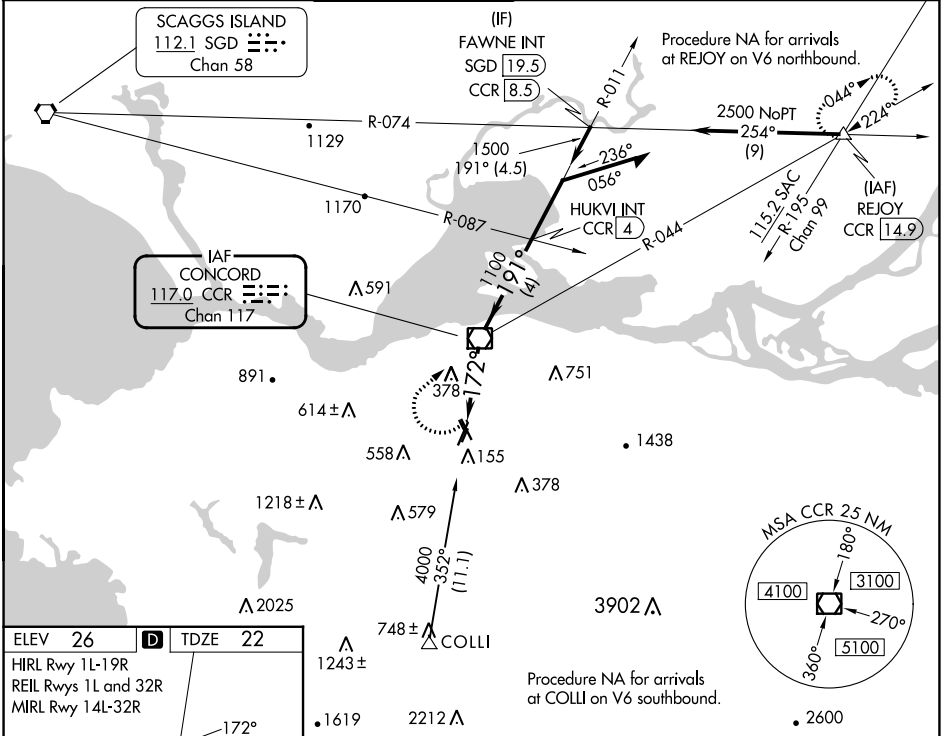 SCAGGS ISLAND
112.1 SGD
Chan 58
(IF)
FAWNE INT
SGD 19.5
CCR 8.5
R-011
Procedure NA for arrivals
at REJOY on V6 northbound.
044°
224°
2500 NoPT
254°
(9)
R-074
1129
1500
191° (4.5)
236°
056°
(IAF)
REJOY
CCR 14.9
115.2 SAC
R-195
Chan 99
1170
R-087
HUKVI INT
CCR 4
R-044
IAF
CONCORD
117.0 CCR
Chan 117
591
1100
191°
(4)
172°
891
378
751
614±
558
155
1438
378
1218±
579
4000
352°
(11.1)
MSA CCR 25 NM
180°
4100
3100
270°
5100
360°
2025
3902
748±
COLLI
1243±
ELEV 26 D TDZE 22
HIRL Rwy 1L-19R
REIL Rwys 1L and 32R
MIRL Rwy 14L-32R
172°
Procedure NA for arrivals
at COLLI on V6 southbound.
1619
2212
2600